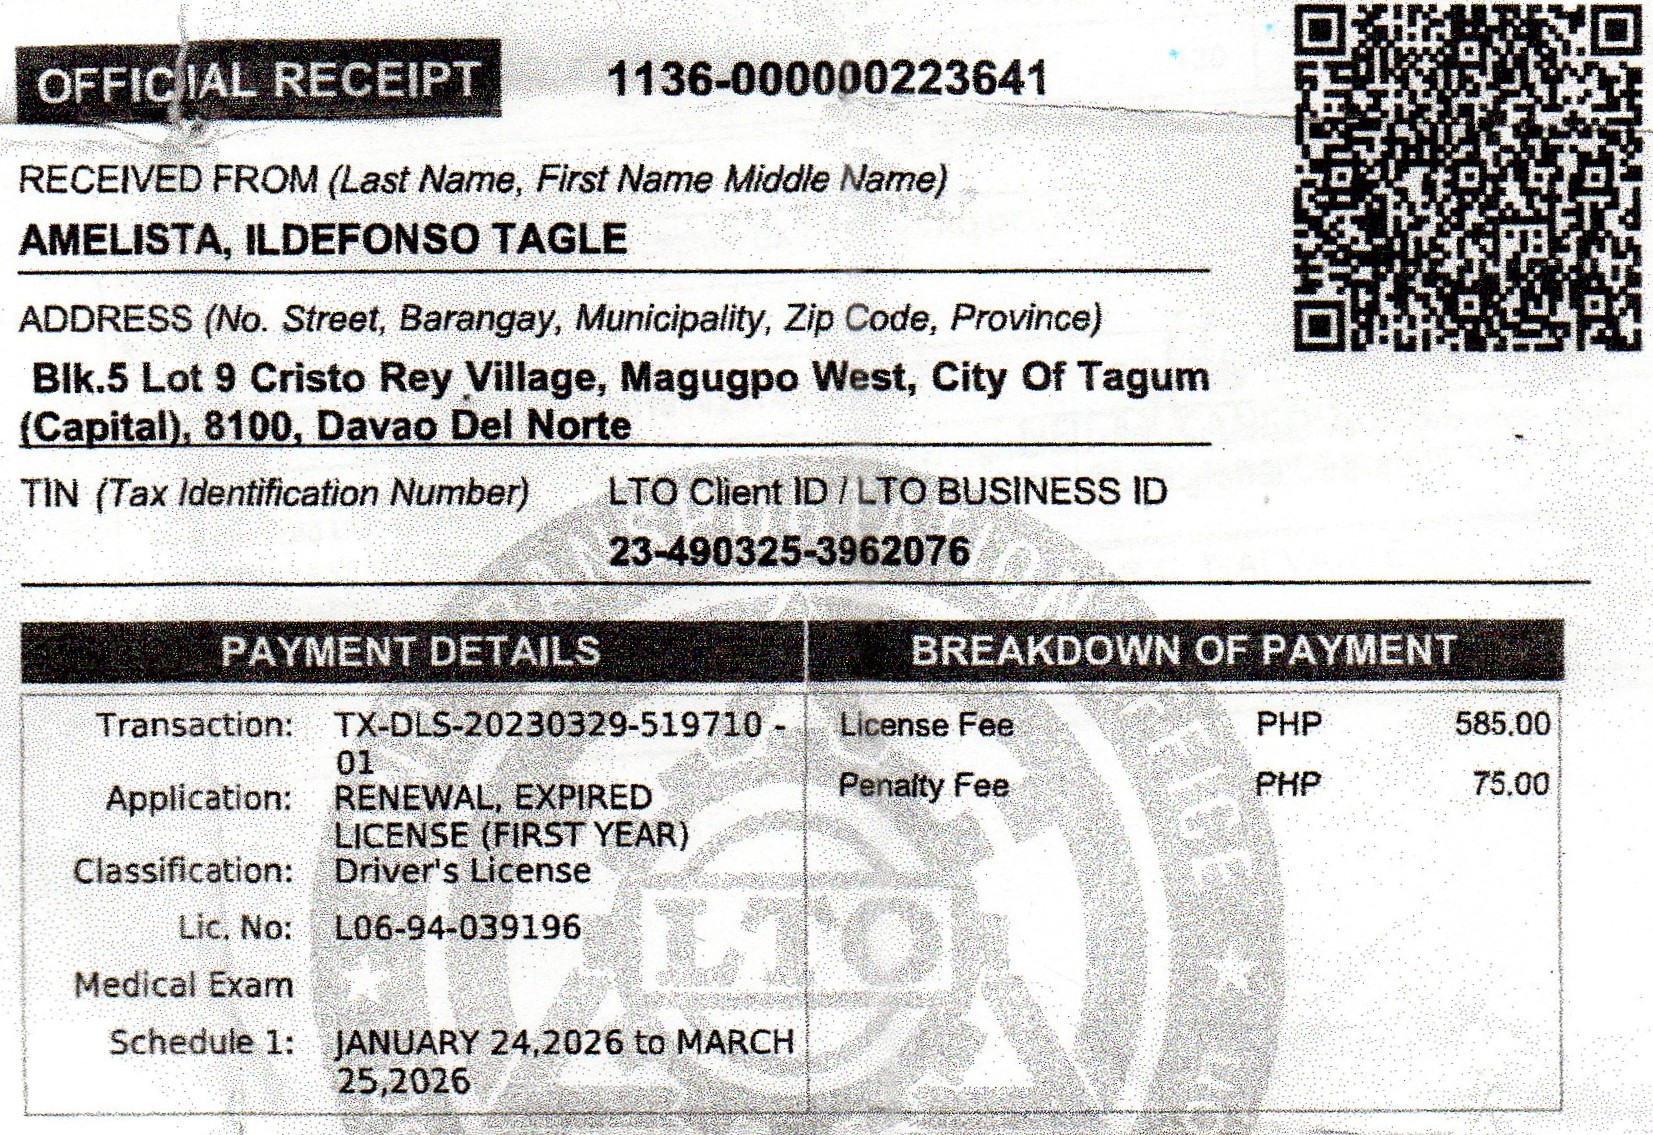 OFFICIAL RECEIPT 1136-000000223641
RECEIVED FROM (Last Name, First Name Middle Name)
AMELISTA, ILDEFONSO TAGLE
ADDRESS (No. Street, Barangay, Municipality, Zip Code, Province)
Blk.5 Lot 9 Cristo Rey Village, Magugpo West, City Of Tagum
(Capital), 8100, Davao Del Norte
TIN (Tax Identification Number) LTO Client ID / LTO BUSINESS ID
23-490325-3962076
PAYMENT DETAILS BREAKDOWN OF PAYMENT
Transaction: TX-DLS-20230329-519710 - License Fee PHP 585.00
01
Penalty Fee PHP 75.00
Application: RENEWAL, EXPIRED
LICENSE (FIRST YEAR)
Classification: Driver's License
Lic. No: L06-94-039196
LTO
Medical Exam
Schedule 1: JANUARY 24,2026 to MARCH
25,2026